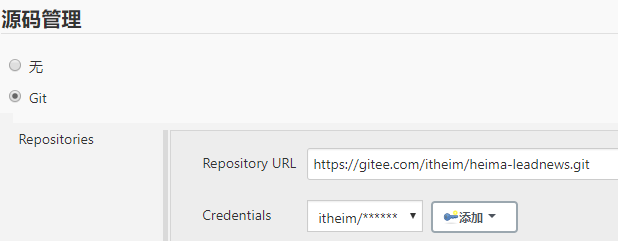 源码管理
无
Git
Repositories
Repository URL https://gitee.com/itheim/heima-leadnews.git
Credentials itheim/****** 添加